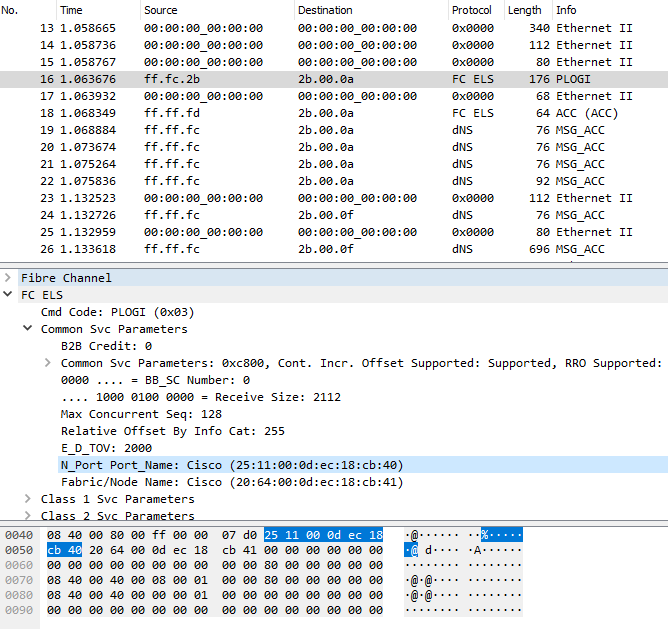 No. Time Source Destination Protocol Length Info
13 1.058665 00:00:00_00:00:00 00:00:00_00:00:00 0x0000 340 Ethernet II
14 1.058736 00:00:00_00:00:00 00:00:00_00:00:00 0x0000 112 Ethernet II
15 1.058767 00:00:00_00:00:00 00:00:00_00:00:00 0x0000 80 Ethernet II
16 1.063676 ff.fc.2b 2b.00.0a FC ELS 176 PLOGI
17 1.063932 00:00:00_00:00:00 00:00:00_00:00:00 0x0000 68 Ethernet II
18 1.068349 ff.ff.fd 2b.00.0a FC ELS 64 ACC (ACC)
19 1.068884 ff.ff.fc 2b.00.0a dNS 76 MSG_ACC
20 1.073674 ff.ff.fc 2b.00.0a dNS 76 MSG_ACC
21 1.075264 ff.ff.fc 2b.00.0a dNS 76 MSG_ACC
22 1.075836 ff.ff.fc 2b.00.0a dNS 92 MSG_ACC
23 1.132523 00:00:00_00:00:00 00:00:00_00:00:00 0x0000 112 Ethernet II
24 1.132726 ff.ff.fc 2b.00.0f dNS 76 MSG_ACC
25 1.132959 00:00:00_00:00:00 00:00:00_00:00:00 0x0000 80 Ethernet II
26 1.133618 ff.ff.fc 2b.00.0f dNS 696 MSG_ACC
Fibre Channel
FC ELS
Cmd Code: PLOGI (0x03)
Common Svc Parameters
B2B Credit: 0
Common Svc Parameters: 0xc800, Cont. Incr. Offset Supported: Supported, RRO Supported:
0000 .... = BB_SC Number: 0
.... 1000 0100 0000 = Receive Size: 2112
Max Concurrent Seq: 128
Relative Offset By Info Cat: 255
E_D_TOV: 2000
N_Port Port_Name: Cisco (25:11:00:0d:ec:18:cb:40)
Fabric/Node Name: Cisco (20:64:00:0d:ec:18:cb:41)
Class 1 Svc Parameters
Class 2 Svc Parameters
0040 08 40 00 80 00 ff 00 00 07 d0 25 11 00 0d ec 18 ·@······ ··%·····
0050 cb 40 20 64 00 0d ec 18 cb 41 00 00 00 00 00 00 ·@ d···· ·A······
0060 00 00 00 00 00 00 00 00 00 00 80 00 00 00 00 00 ········ ········
0070 08 40 00 40 00 08 00 01 00 00 80 00 00 00 00 00 ·@·@···· ········
0080 08 40 00 40 00 00 00 01 00 00 00 00 00 00 00 00 ·@·@···· ········
0090 00 00 00 00 00 00 00 00 00 00 00 00 00 00 00 00 ········ ········